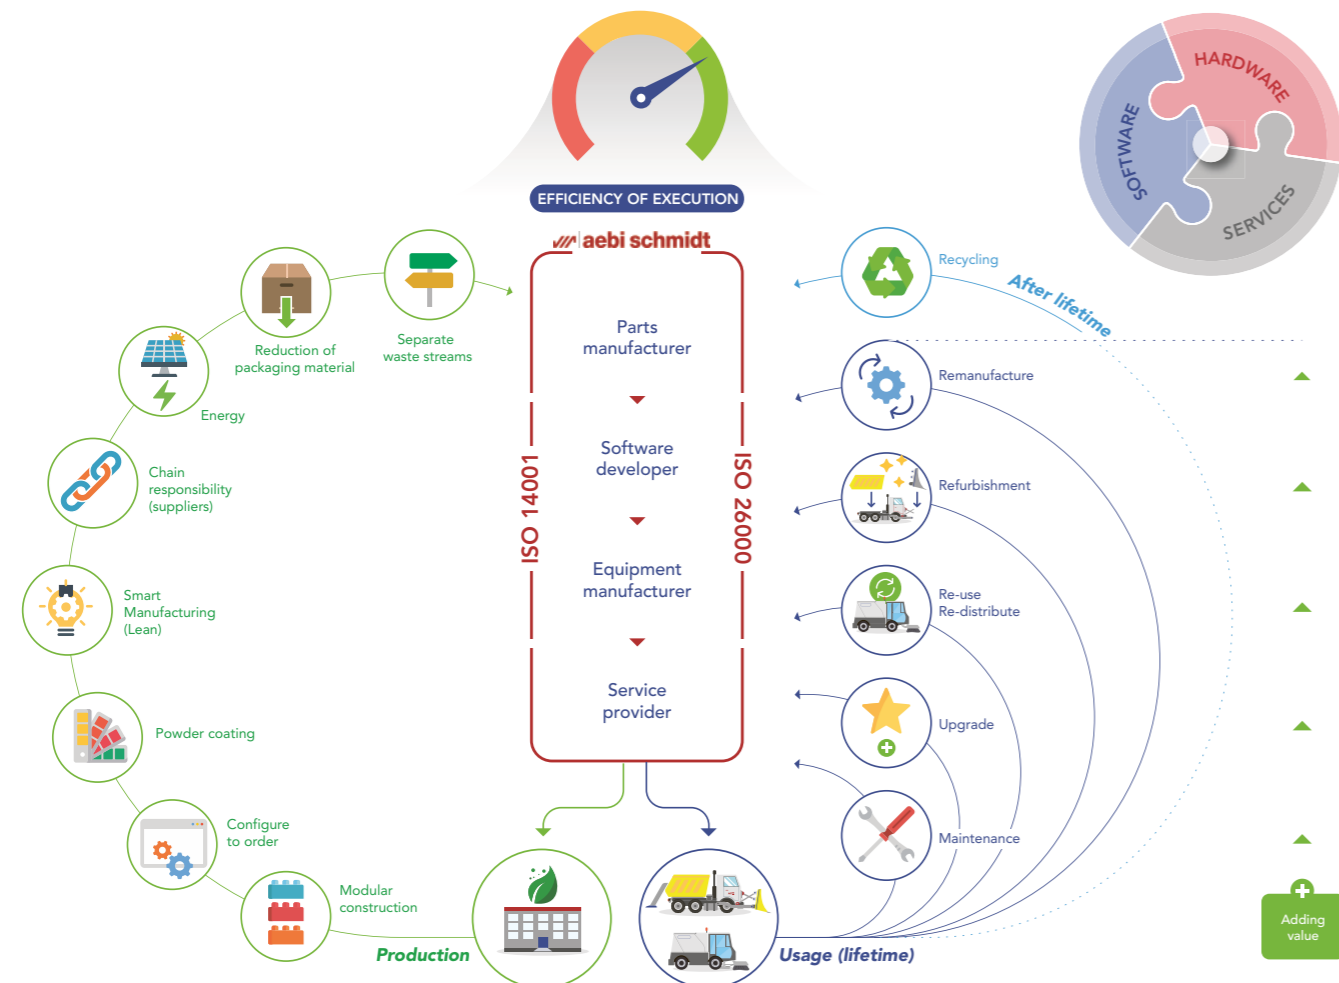 HARDWARE
SOFTWARE
SERVICES
EFFICIENCY OF EXECUTION
aebi schmidt
Parts
manufacturer
Software
developer
Equipment
manufacturer
Service
provider
ISO 14001
ISO 26000
Separate
waste streams
Reduction of
packaging material
Energy
Chain
responsibility
(suppliers)
Smart
Manufacturing
(Lean)
Powder coating
Configure
to order
Modular
construction
Production
Recycling
After lifetime
Remanufacture
Refurbishment
Re-use
Re-distribute
Upgrade
Maintenance
Usage (lifetime)
Adding
value